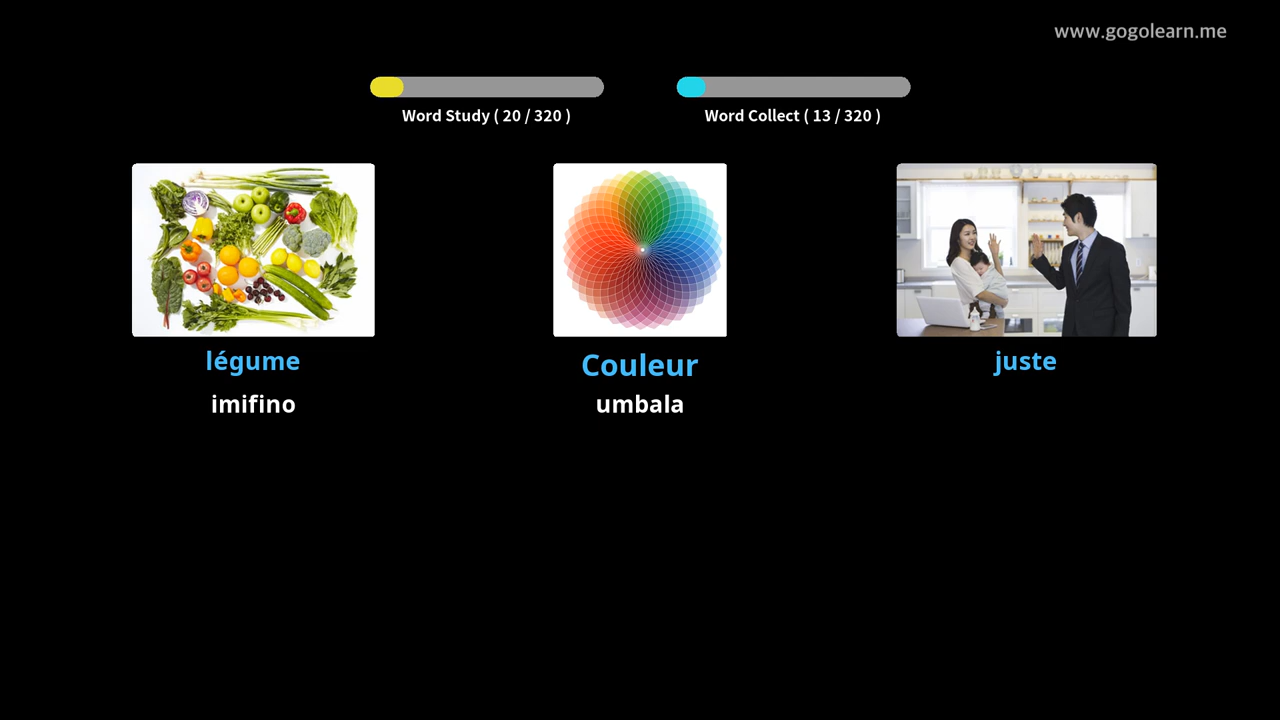 www.gogolearn.me
Word Study ( 20 / 320 )
Word Collect ( 13 / 320 )
légume
Couleur
juste
imifino
umbala